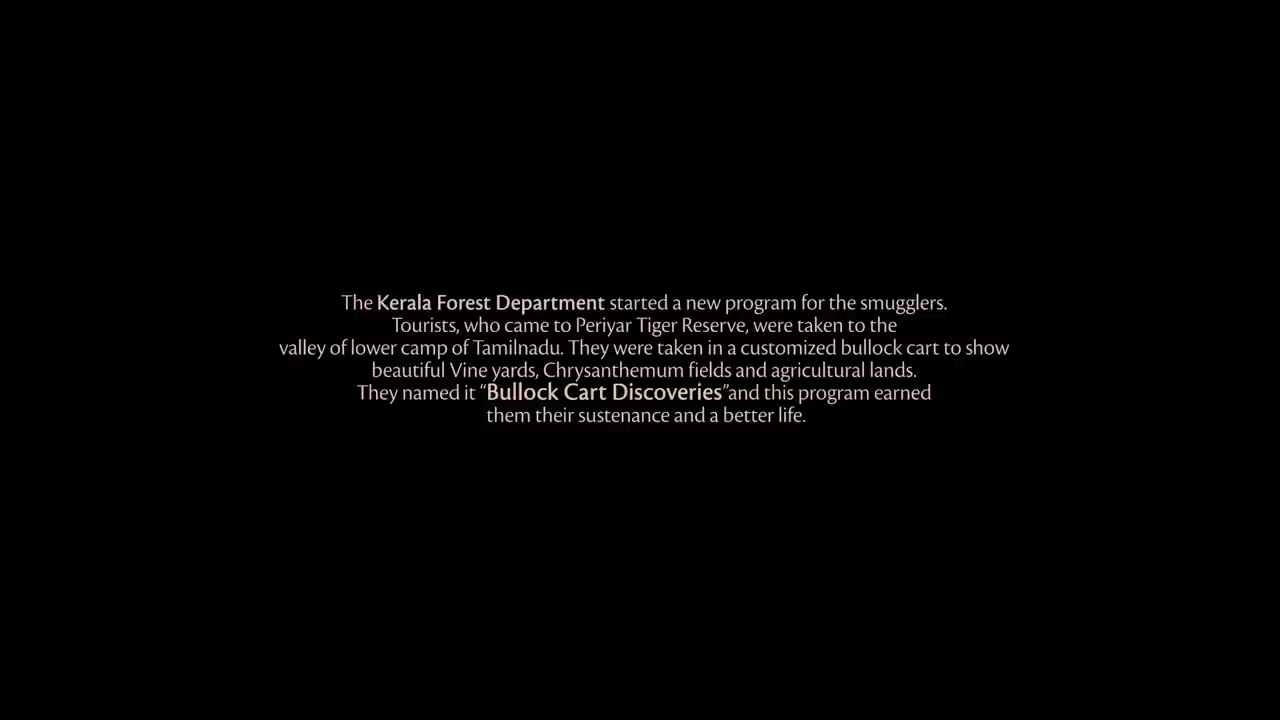 The Kerala Forest Department started a new program for the smugglers.
Tourists, who came to Periyar Tiger Reserve, were taken to the
valley of lower camp of Tamilnadu. They were taken in a customized bullock cart to show
beautiful Vine yards, Chrysanthemum fields and agricultural lands.
They named it “Bullock Cart Discoveries”and this program earned
them their sustenance and a better life.